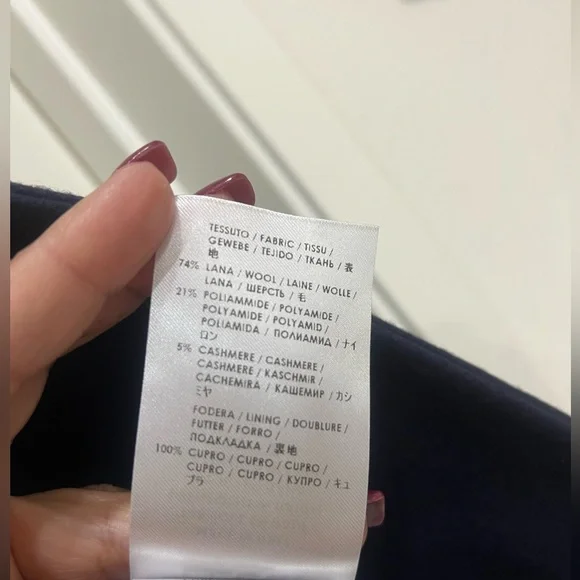 TESSUTO / FABRIC / TISSU /
GEWEBE / TEJIDO / ТКАНЬ / 表
地
74% LANA / WOOL / LAINE / WOLLE /
LANA / ШЕРСТЬ / 毛
21% POLIAMMIDE / POLYAMIDE /
POLYAMIDE / POLYAMID /
POLIAMIDA / ПОЛИАМИД / ナイ
ロン
5% CASHMERE / CASHMERE /
CASHMERE / KASCHMIR /
CACHEMIRA / КАШЕМИР / カシ
ミヤ
FODERA / LINING / DOUBLURE /
FUTTER / FORRO /
ПОДКЛАДКА / 裏地
100% CUPRO / CUPRO / CUPRO /
CUPRO / CUPRO / КУПРО / キュ
プラ